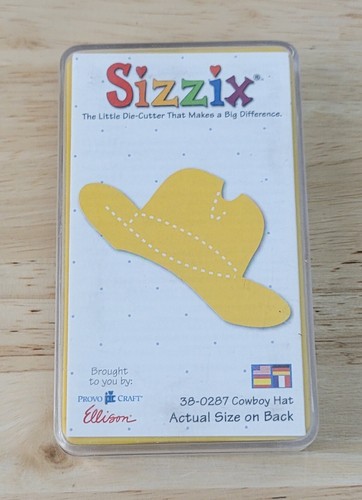 Sizzix®
The Little Die-Cutter That Makes a Big Difference.
Brought
to you by:
PROVO CRAFT®
Ellison™
38-0287 Cowboy Hat
Actual Size on Back